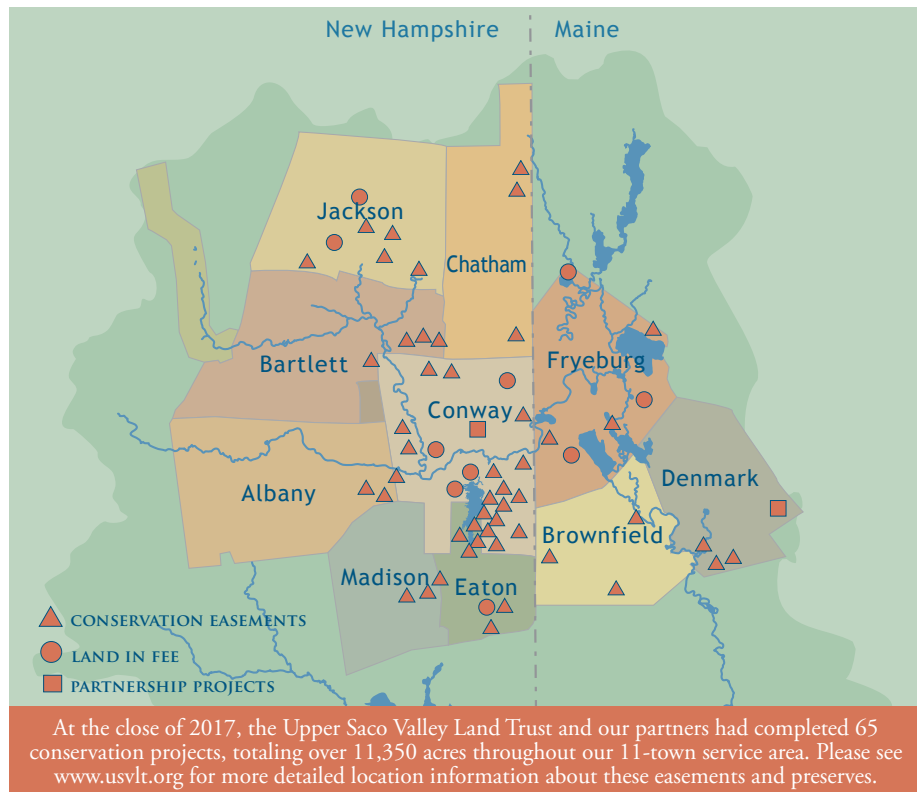 New Hampshire
Maine
Jackson
Chatham
Bartlett
Fryeburg
Conway
Albany
Denmark
Brownfield
Madison
Eaton
CONSERVATION EASEMENTS
LAND IN FEE
PARTNERSHIP PROJECTS
At the close of 2017, the Upper Saco Valley Land Trust and our partners had completed 65
conservation projects, totaling over 11,350 acres throughout our 11-town service area. Please see
www.usvlt.org for more detailed location information about these easements and preserves.